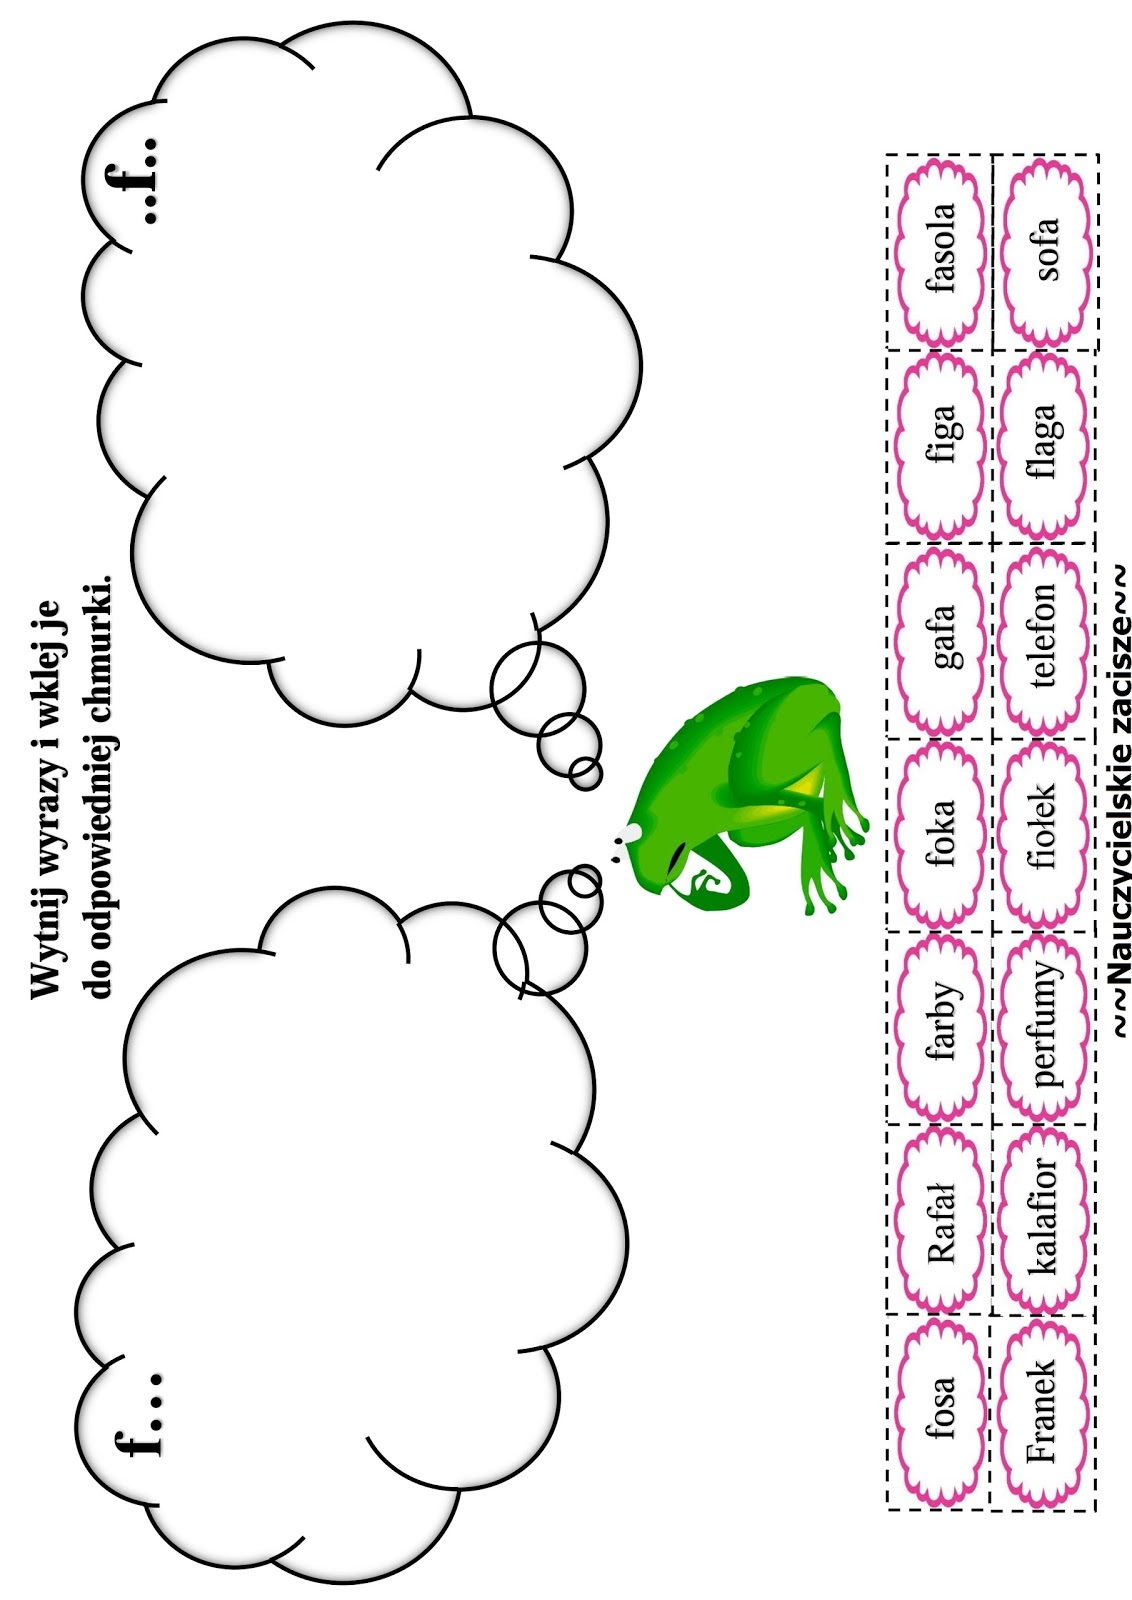 Wytnij wyrazy i wklej je
do odpowiedniej chmurki.
f...
..f..
fosa Rafał farby foka gafa figa fasola
Franek kalafior perfumy fiołek telefon flaga sofa
~~Nauczycielskie zacisze~~